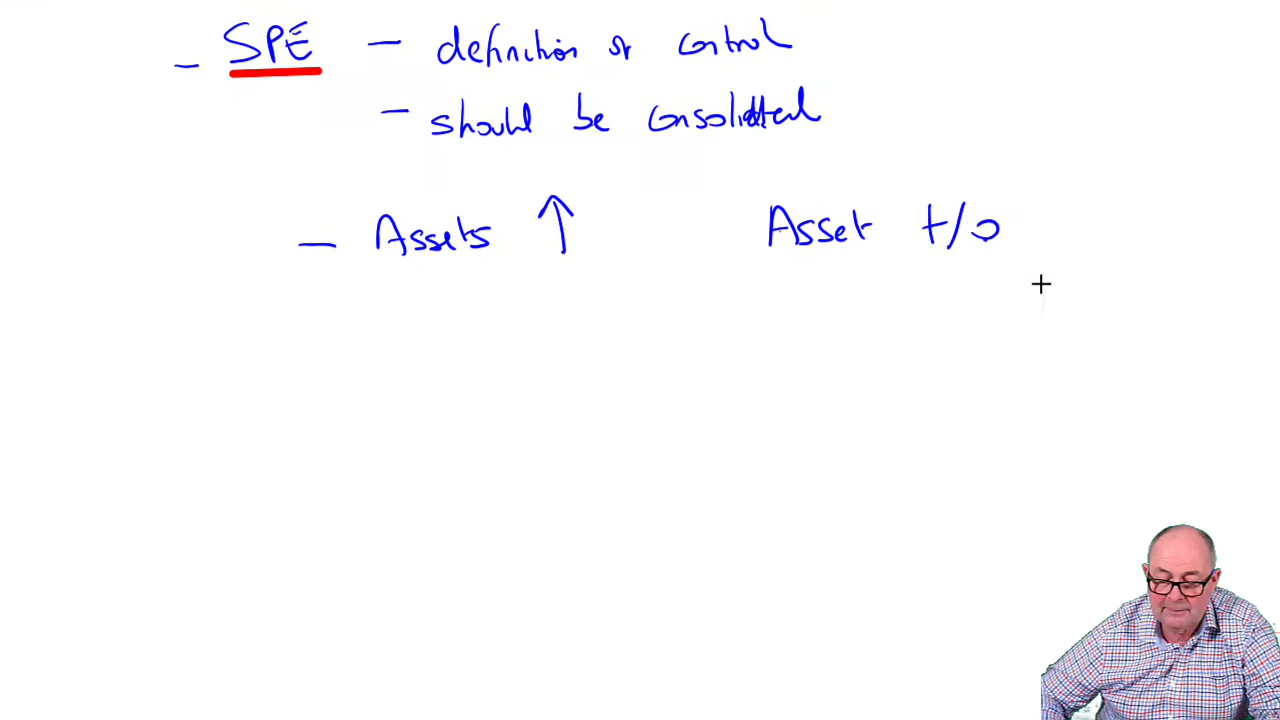 - SPE - definition of control
- should be consolidated
- Assets ↑ Asset t/o